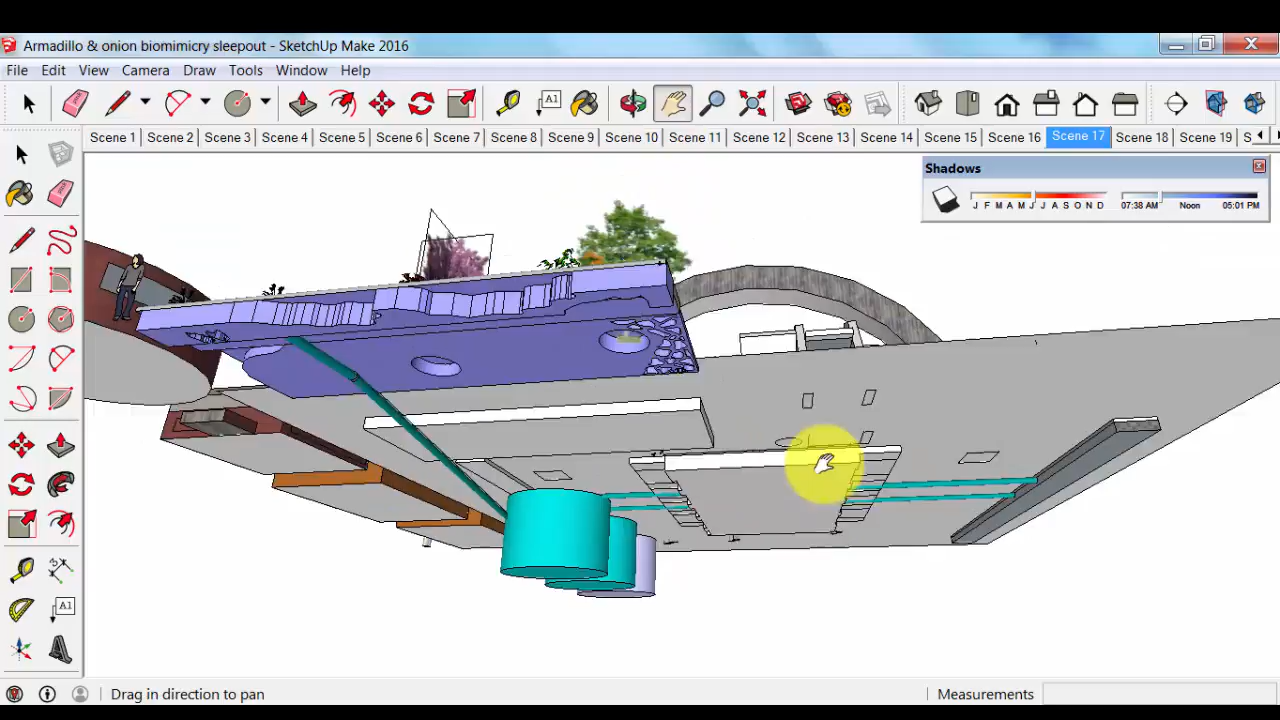 Armadillo & onion biomimicry sleepout - SketchUp Make 2016
File Edit View Camera Draw Tools Window Help
A1
Scene 1 Scene 2 Scene 3 Scene 4 Scene 5 Scene 6 Scene 7 Scene 8 Scene 9 Scene 10 Scene 11 Scene 12 Scene 13 Scene 14 Scene 15 Scene 16 Scene 17 Scene 18 Scene 19 S
Shadows
J F M A M J J A S O N D 07:38 AM Noon 05:01 PM
A1
Drag in direction to pan
Measurements